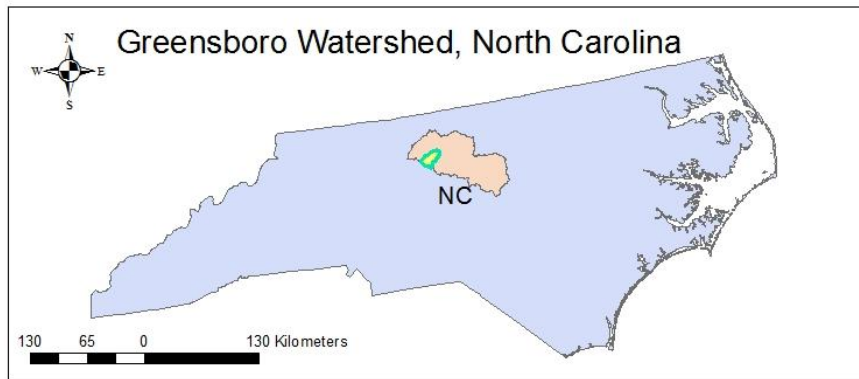 Greensboro Watershed, North Carolina
N
W E
S
NC
130 65 0 130 Kilometers